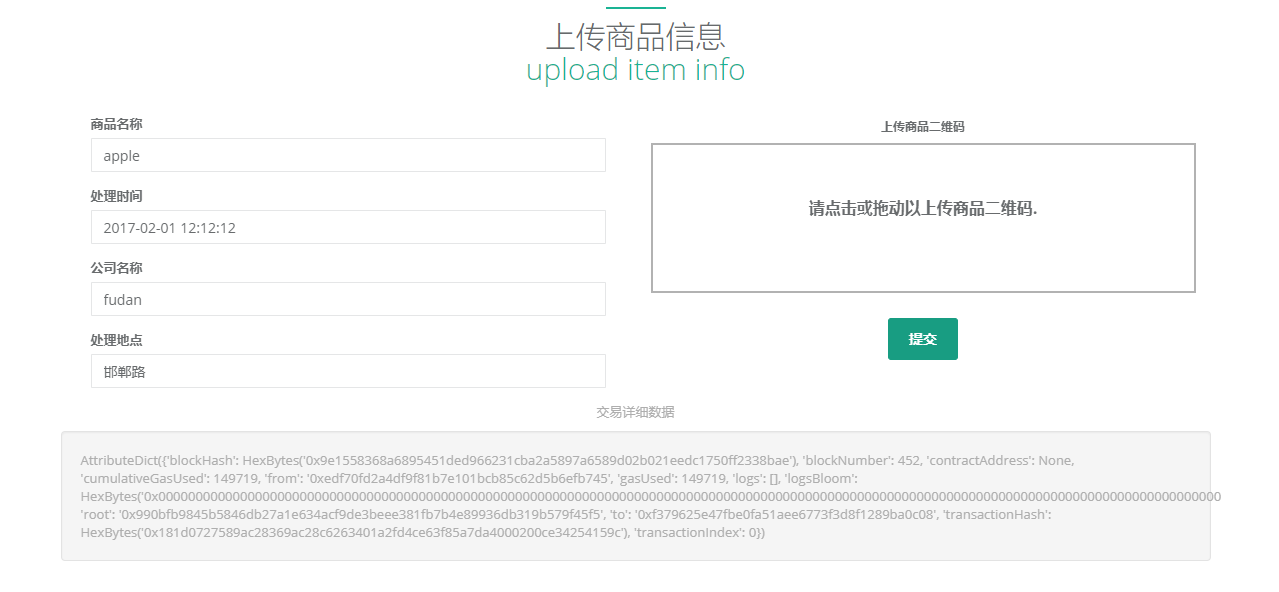 上传商品信息
upload item info
商品名称
apple
处理时间
2017-02-01 12:12:12
公司名称
fudan
处理地点
邯郸路
上传商品二维码
请点击或拖动以上传商品二维码.
提交
交易详细数据
AttributeDict({'blockHash': HexBytes('0x9e1558368a6895451ded966231cba2a5897a6589d02b021eedc1750ff2338bae'), 'blockNumber': 452, 'contractAddress': None,
'cumulativeGasUsed': 149719, 'from': '0xedf70fd2a4df9f81b7e101bcb85c62d5b6efb745', 'gasUsed': 149719, 'logs': [], 'logsBloom':
'root': '0x990bfb9845b5846db27a1e634acf9de3beee381fb7b4e89936db319b579f45f5', 'to': '0xf379625e47fbe0fa51aee6773f3d8f1289ba0c08', 'transactionHash':
HexBytes('0x181d0727589ac28369ac28c6263401a2fd4ce63f85a7da4000200ce34254159c'), 'transactionIndex': 0})